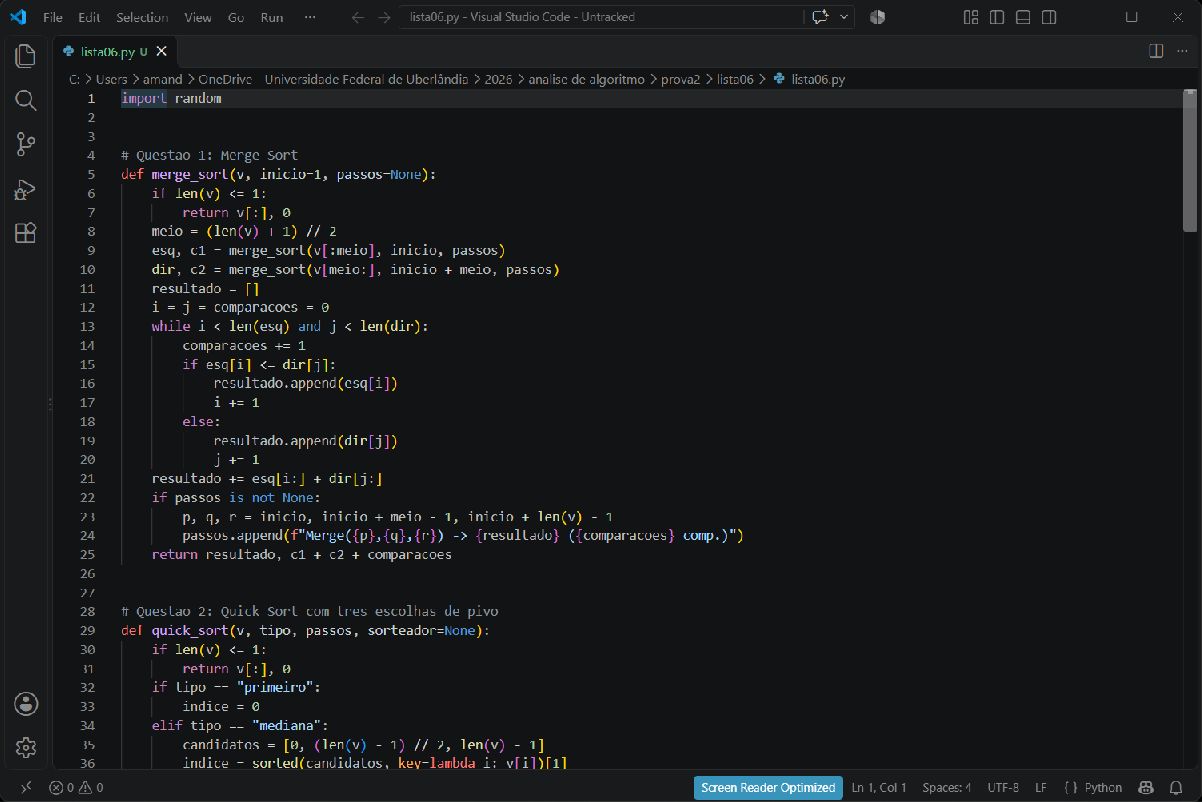 File Edit Selection View Go Run ··· lista06.py - Visual Studio Code - Untracked
lista06.py U
C: > Users > amand > OneDrive - Universidade Federal de Uberlândia > 2026 > analise de algoritmo > prova2 > lista06 > lista06.py
1 import random
2
3
4 # Questao 1: Merge Sort
5 def merge_sort(v, inicio=1, passos=None):
6     if len(v) <= 1:
7         return v[:], 0
8     meio = (len(v) + 1) // 2
9     esq, c1 = merge_sort(v[:meio], inicio, passos)
10     dir, c2 = merge_sort(v[meio:], inicio + meio, passos)
11     resultado = []
12     i = j = comparacoes = 0
13     while i < len(esq) and j < len(dir):
14         comparacoes += 1
15         if esq[i] <= dir[j]:
16             resultado.append(esq[i])
17             i += 1
18         else:
19             resultado.append(dir[j])
20             j += 1
21     resultado += esq[i:] + dir[j:]
22     if passos is not None:
23         p, q, r = inicio, inicio + meio - 1, inicio + len(v) - 1
24         passos.append(f"Merge({p},{q},{r}) -> {resultado} ({comparacoes} comp.)")
25     return resultado, c1 + c2 + comparacoes
26
27
28 # Questao 2: Quick Sort com tres escolhas de pivo
29 def quick_sort(v, tipo, passos, sorteador=None):
30     if len(v) <= 1:
31         return v[:], 0
32     if tipo == "primeiro":
33         indice = 0
34     elif tipo == "mediana":
35         candidatos = [0, (len(v) - 1) // 2, len(v) - 1]
36         indice = sorted(candidatos, key=lambda i: v[i])[1]
0 0 Screen Reader Optimized Ln 1, Col 1 Spaces: 4 UTF-8 LF { } Python